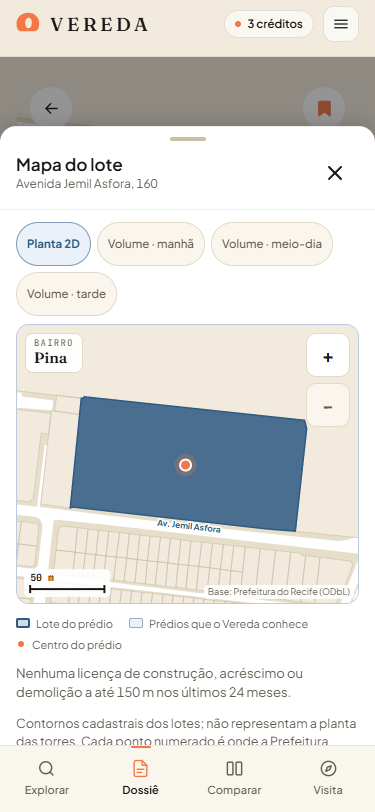 VEREDA
3 créditos
Mapa do lote
Avenida Jemil Asfora, 160
Planta 2D
Volume · manhã
Volume · meio-dia
Volume · tarde
BAIRRO
Pina
+
–
Av. Jemil Asfora
50 m
Base: Prefeitura do Recife (ODbL)
Lote do prédio
Prédios que o Vereda conhece
Centro do prédio
Nenhuma licença de construção, acréscimo ou
demolição a até 150 m nos últimos 24 meses.
Contornos cadastrais dos lotes; não representam a planta
das torres. Cada ponto numerado é onde a Prefeitura
Explorar
Dossiê
Comparar
Visita